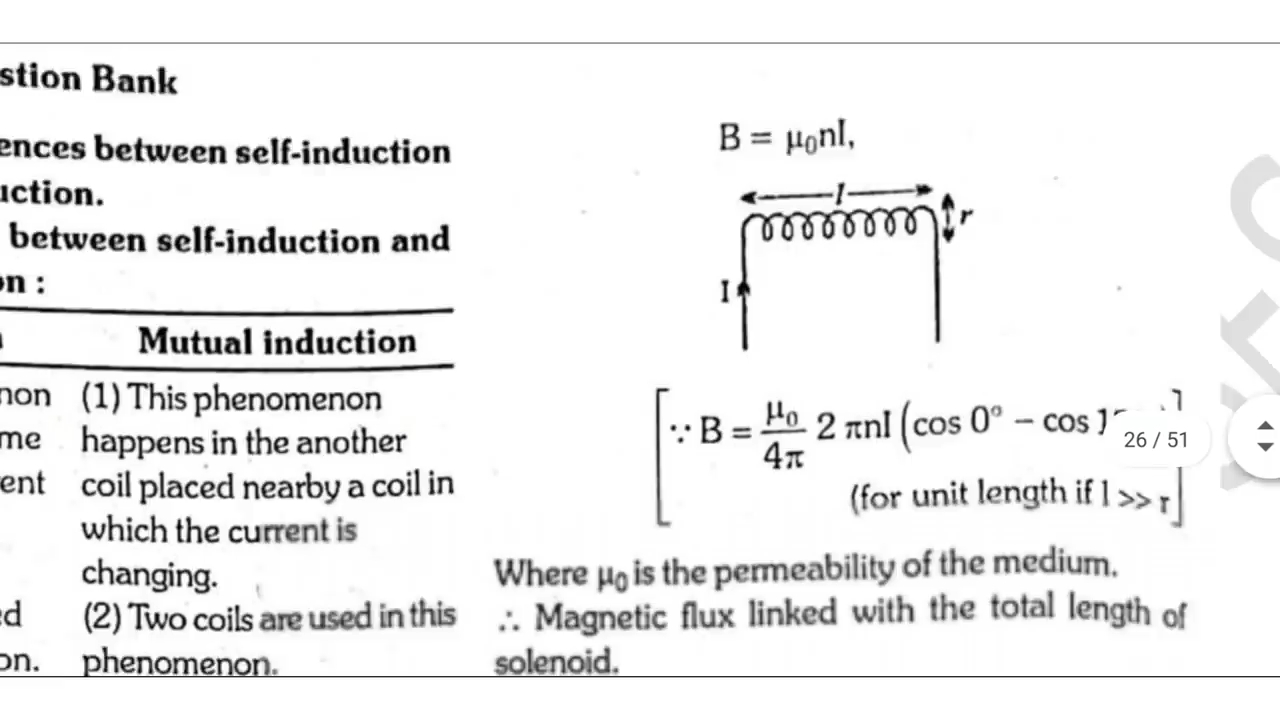 stion Bank
ences between self-induction
uction.
between self-induction and
on :
Mutual induction
non (1) This phenomenon
me happens in the another
ent coil placed nearby a coil in
which the current is
changing.
ed (2) Two coils are used in this
on. phenomenon.
B = μ₀nI,
l
r
I
∵ B = μ₀/4π 2 πnI (cos 0° − cos 1
(for unit length if l >> r
Where μ₀ is the permeability of the medium.
∴ Magnetic flux linked with the total length of
solenoid.
26 / 51